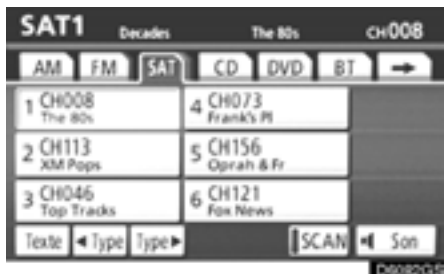 SAT1 Decades The 80s CH008
AM FM SAT CD DVD BT
1 CH008 4 CH073
The 80s Frank's Pl
2 CH113 5 CH156
XM Pops Oprah & Fr
3 CH046 6 CH121
Top Tracks Fox News
Texte Type Type SCAN Son